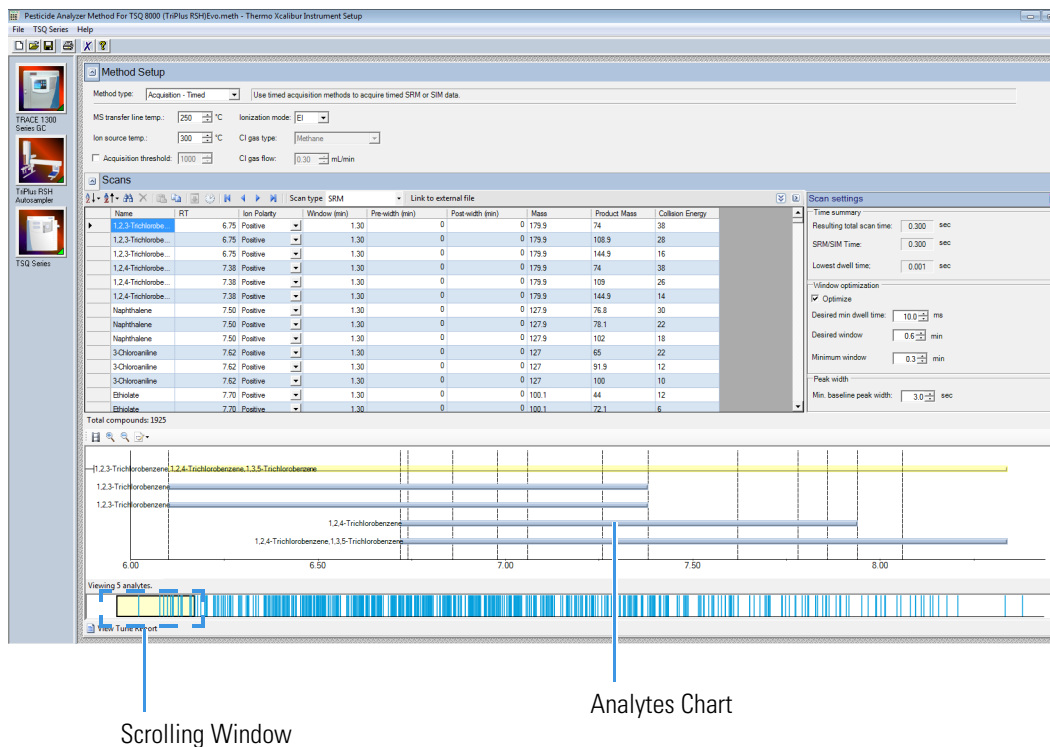 Pesticide Analyzer Method For TSQ 8000 (TriPlus RSH)Evo.meth - Thermo Xcalibur Instrument Setup
File TSQ Series Help
Method Setup
Method type: Acquisition - Timed Use timed acquisition methods to acquire timed SRM or SIM data.
MS transfer line temp.: 250 °C Ionization mode: EI
Ion source temp.: 300 °C CI gas type: Methane
Acquisition threshold: 1000 CI gas flow: 0.30 mL/min
TRACE 1300 Series GC
TriPlus RSH Autosampler
TSQ Series
Scans
Scan type SRM Link to external file
Name RT Ion Polarity Window (min) Pre-width (min) Post-width (min) Mass Product Mass Collision Energy
1,2,3-Trichlorobe... 6.75 Positive 1.30 0 0 179.9 74 38
1,2,3-Trichlorobe... 6.75 Positive 1.30 0 0 179.9 108.9 28
1,2,3-Trichlorobe... 6.75 Positive 1.30 0 0 179.9 144.9 16
1,2,4-Trichlorobe... 7.38 Positive 1.30 0 0 179.9 74 38
1,2,4-Trichlorobe... 7.38 Positive 1.30 0 0 179.9 109 26
1,2,4-Trichlorobe... 7.38 Positive 1.30 0 0 179.9 144.9 14
Naphthalene 7.50 Positive 1.30 0 0 127.9 76.8 30
Naphthalene 7.50 Positive 1.30 0 0 127.9 78.1 22
Naphthalene 7.50 Positive 1.30 0 0 127.9 102 18
3-Chloroaniline 7.62 Positive 1.30 0 0 127 65 22
3-Chloroaniline 7.62 Positive 1.30 0 0 127 91.9 12
3-Chloroaniline 7.62 Positive 1.30 0 0 127 100 10
Ethiolate 7.70 Positive 1.30 0 0 100.1 44 12
Ethiolate 7.70 Positive 1.30 0 0 100.1 72.1 6
Scan settings
Time summary
Resulting total scan time: 0.300 sec
SRM/SIM Time: 0.300 sec
Lowest dwell time: 0.001 sec
Window optimization
Optimize
Desired min dwell time: 10.0 ms
Desired window 0.6 min
Minimum window 0.3 min
Peak width
Min. baseline peak width: 3.0 sec
Total compounds: 1925
1,2,3-Trichlorobenzene,1,2,4-Trichlorobenzene,1,3,5-Trichlorobenzene
1,2,3-Trichlorobenzene
1,2,3-Trichlorobenzene
1,2,4-Trichlorobenzene
1,2,4-Trichlorobenzene,1,3,5-Trichlorobenzene
6.00 6.50 7.00 7.50 8.00
Viewing 5 analytes.
View Tune Report
Analytes Chart
Scrolling Window